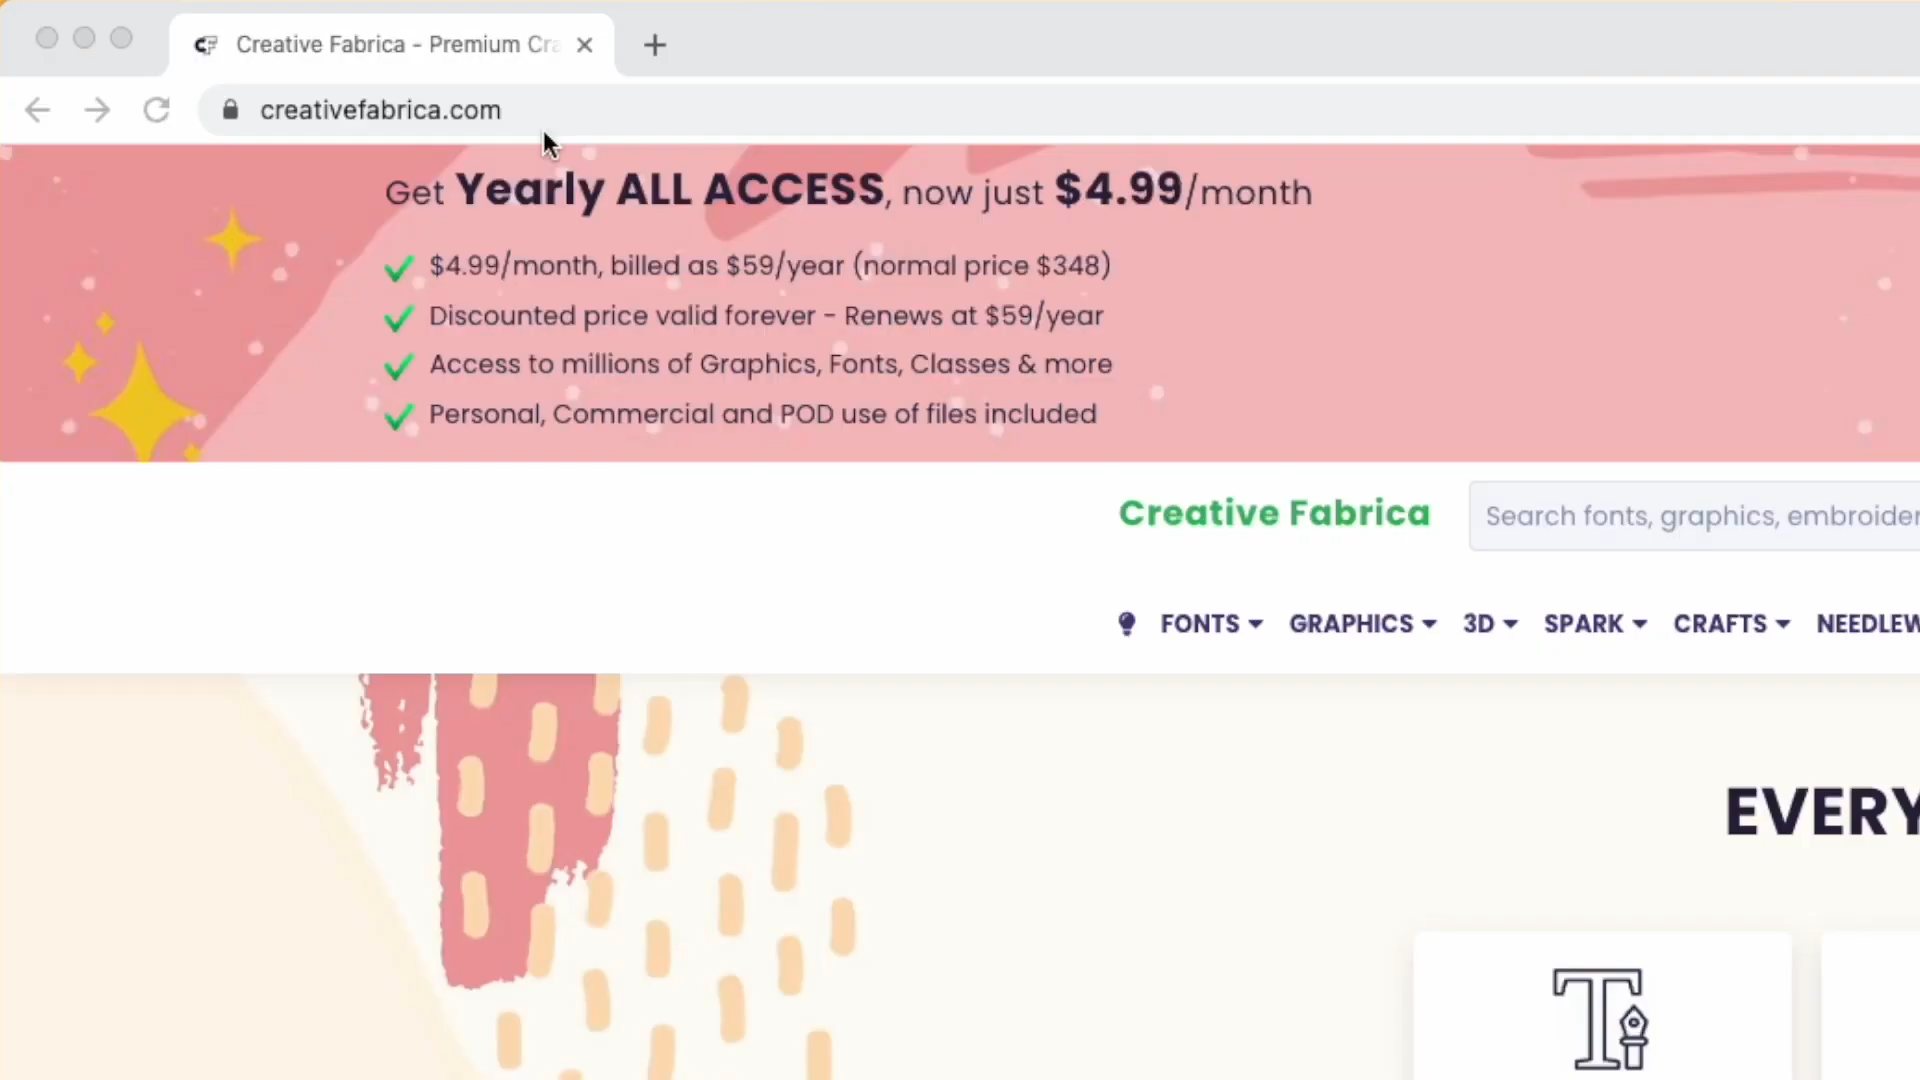 Creative Fabrica - Premium Cra
creativefabrica.com
Get Yearly ALL ACCESS, now just $4.99/month
$4.99/month, billed as $59/year (normal price $348)
Discounted price valid forever - Renews at $59/year
Access to millions of Graphics, Fonts, Classes & more
Personal, Commercial and POD use of files included
Creative Fabrica
Search fonts, graphics, embroider
FONTS GRAPHICS 3D SPARK CRAFTS NEEDLEW
EVERY